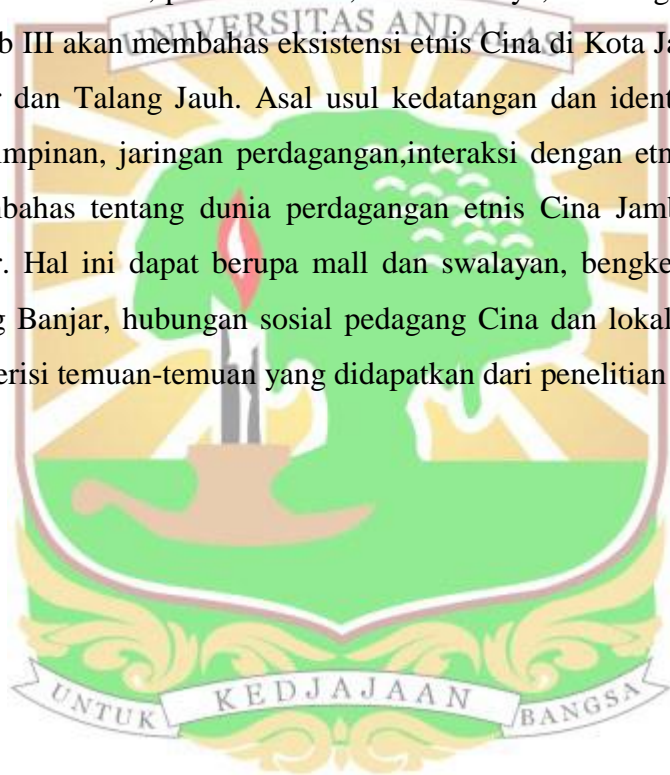 UNIVERSITAS ANDALAS
b III akan membahas eksistensi etnis Cina di Kota Ja
r dan Talang Jauh. Asal usul kedatangan dan ident
impinan, jaringan perdagangan,interaksi dengan etn
bahas tentang dunia perdagangan etnis Cina Jamb
r. Hal ini dapat berupa mall dan swalayan, bengke
g Banjar, hubungan sosial pedagang Cina dan lokal
erisi temuan-temuan yang didapatkan dari penelitian
UNTUK KEDJAJAAN BANGSA